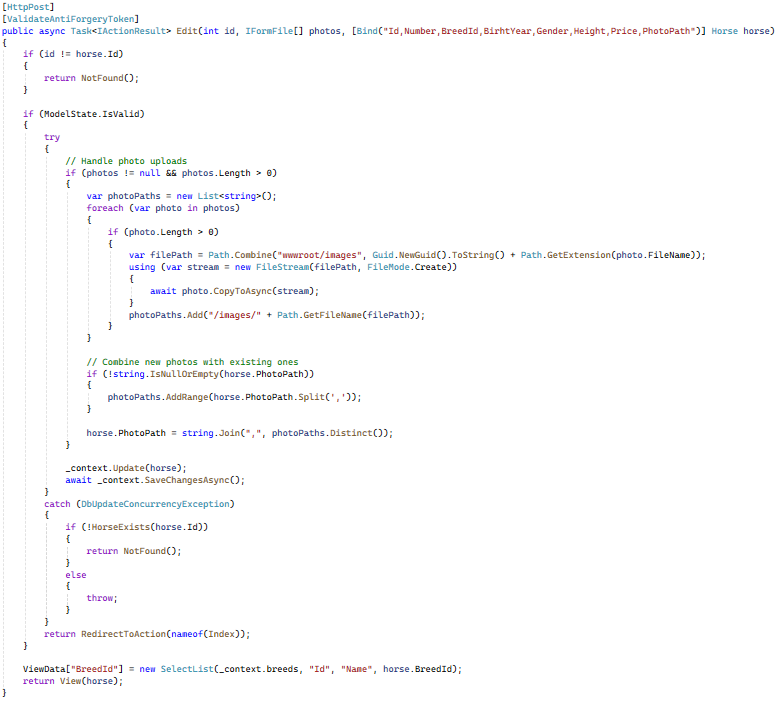 [HttpPost]
[ValidateAntiForgeryToken]
public async Task<IActionResult> Edit(int id, IFormFile[] photos, [Bind("Id,Number,BreedId,BirhtYear,Gender,Height,Price,PhotoPath")] Horse horse)
{
    if (id != horse.Id)
    {
        return NotFound();
    }

    if (ModelState.IsValid)
    {
        try
        {
            // Handle photo uploads
            if (photos != null && photos.Length > 0)
            {
                var photoPaths = new List<string>();
                foreach (var photo in photos)
                {
                    if (photo.Length > 0)
                    {
                        var filePath = Path.Combine("wwwroot/images", Guid.NewGuid().ToString() + Path.GetExtension(photo.FileName));
                        using (var stream = new FileStream(filePath, FileMode.Create))
                        {
                            await photo.CopyToAsync(stream);
                        }
                        photoPaths.Add("/images/" + Path.GetFileName(filePath));
                    }
                }

                // Combine new photos with existing ones
                if (!string.IsNullOrEmpty(horse.PhotoPath))
                {
                    photoPaths.AddRange(horse.PhotoPath.Split(','));
                }

                horse.PhotoPath = string.Join(",", photoPaths.Distinct());
            }

            _context.Update(horse);
            await _context.SaveChangesAsync();
        }
        catch (DbUpdateConcurrencyException)
        {
            if (!HorseExists(horse.Id))
            {
                return NotFound();
            }
            else
            {
                throw;
            }
        }
        return RedirectToAction(nameof(Index));
    }

    ViewData["BreedId"] = new SelectList(_context.breeds, "Id", "Name", horse.BreedId);
    return View(horse);
}